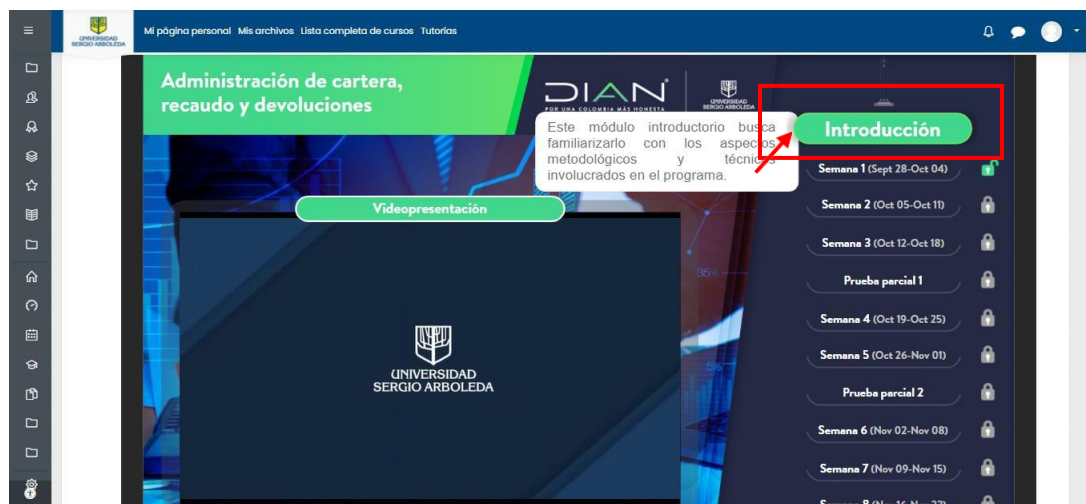 UNIVERSIDAD
SERGIO ARBOLEDA
Mi página personal Mis archivos Lista completa de cursos Tutorías
Administración de cartera,
recaudo y devoluciones
DIAN
POR UNA COLOMBIA MÁS HONESTA
UNIVERSIDAD
SERGIO ARBOLEDA
Este módulo introductorio busca
familiarizarlo con los aspectos
metodológicos y técnicos
involucrados en el programa.
Introducción
Semana 1 (Sept 28-Oct 04)
Videopresentación
Semana 2 (Oct 05-Oct 11)
Semana 3 (Oct 12-Oct 18)
Prueba parcial 1
Semana 4 (Oct 19-Oct 25)
UNIVERSIDAD
SERGIO ARBOLEDA
Semana 5 (Oct 26-Nov 01)
Prueba parcial 2
Semana 6 (Nov 02-Nov 08)
Semana 7 (Nov 09-Nov 15)